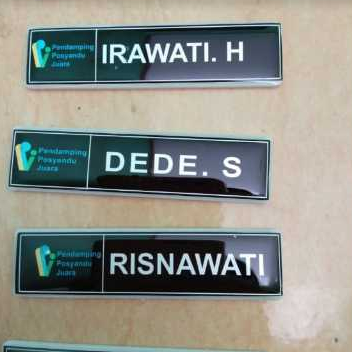 Pendamping
Posyandu
Juara
IRAWATI. H
Pendamping
Posyandu
Juara
DEDE. S
Pendamping
Posyandu
Juara
RISNAWATI